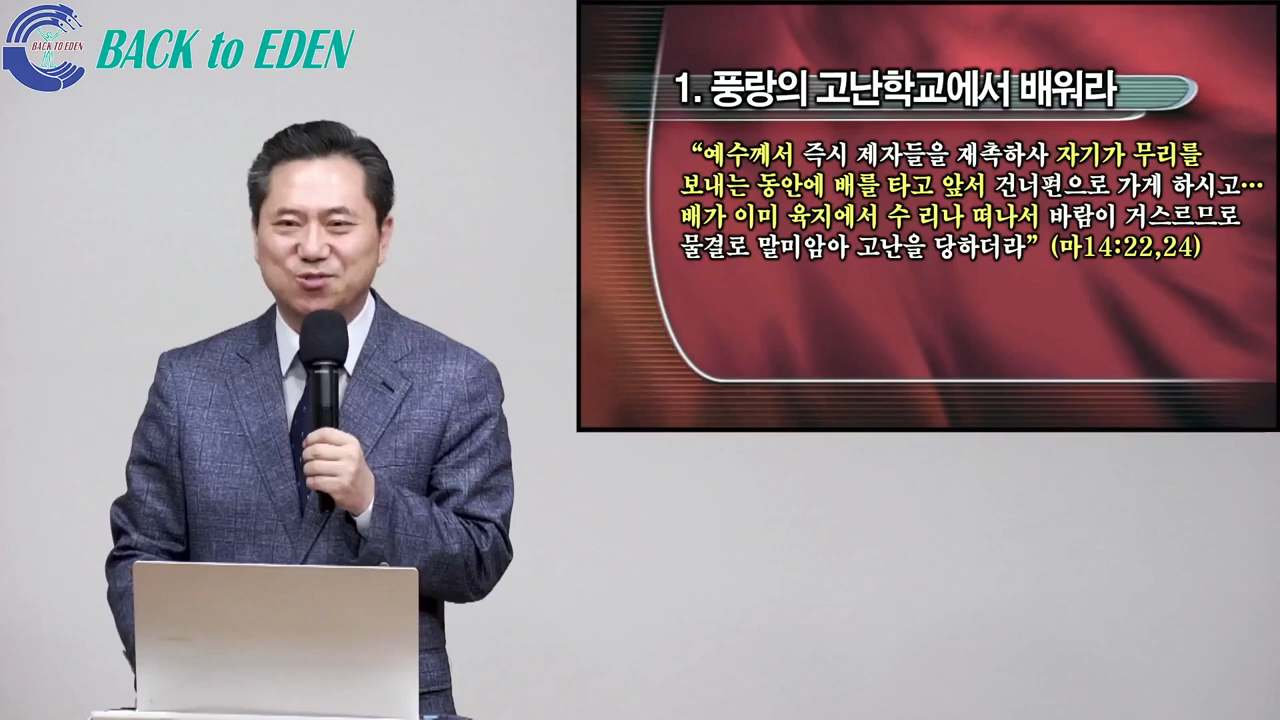 BACK TO EDEN
BACK to EDEN
1. 풍랑의 고난학교에서 배워라
“예수께서 즉시 제자들을 재촉하사 자기가 무리를
보내는 동안에 배를 타고 앞서 건너편으로 가게 하시고…
배가 이미 육지에서 수 리나 떠나서 바람이 거스르므로
물결로 말미암아 고난을 당하더라” (마14:22,24)